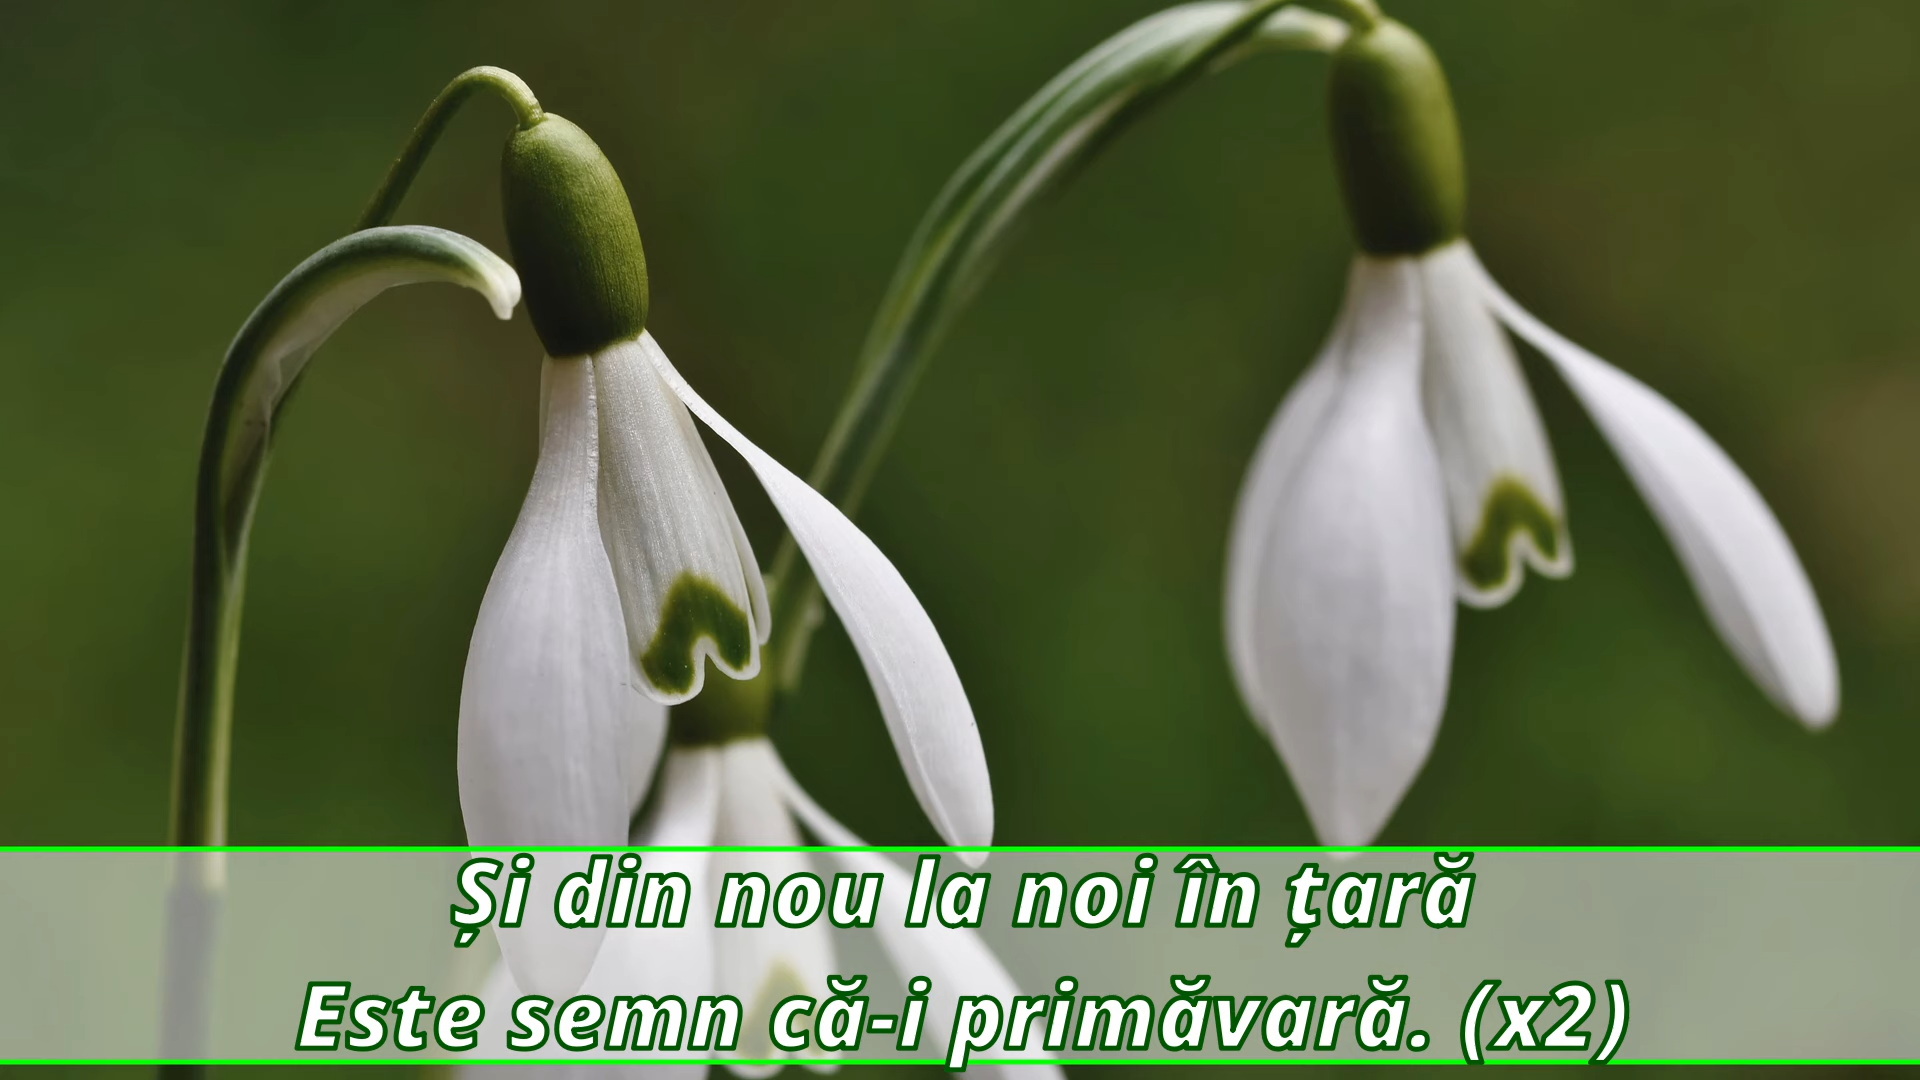 Și din nou la noi în țară
Este semn că-i primăvară. (x2)